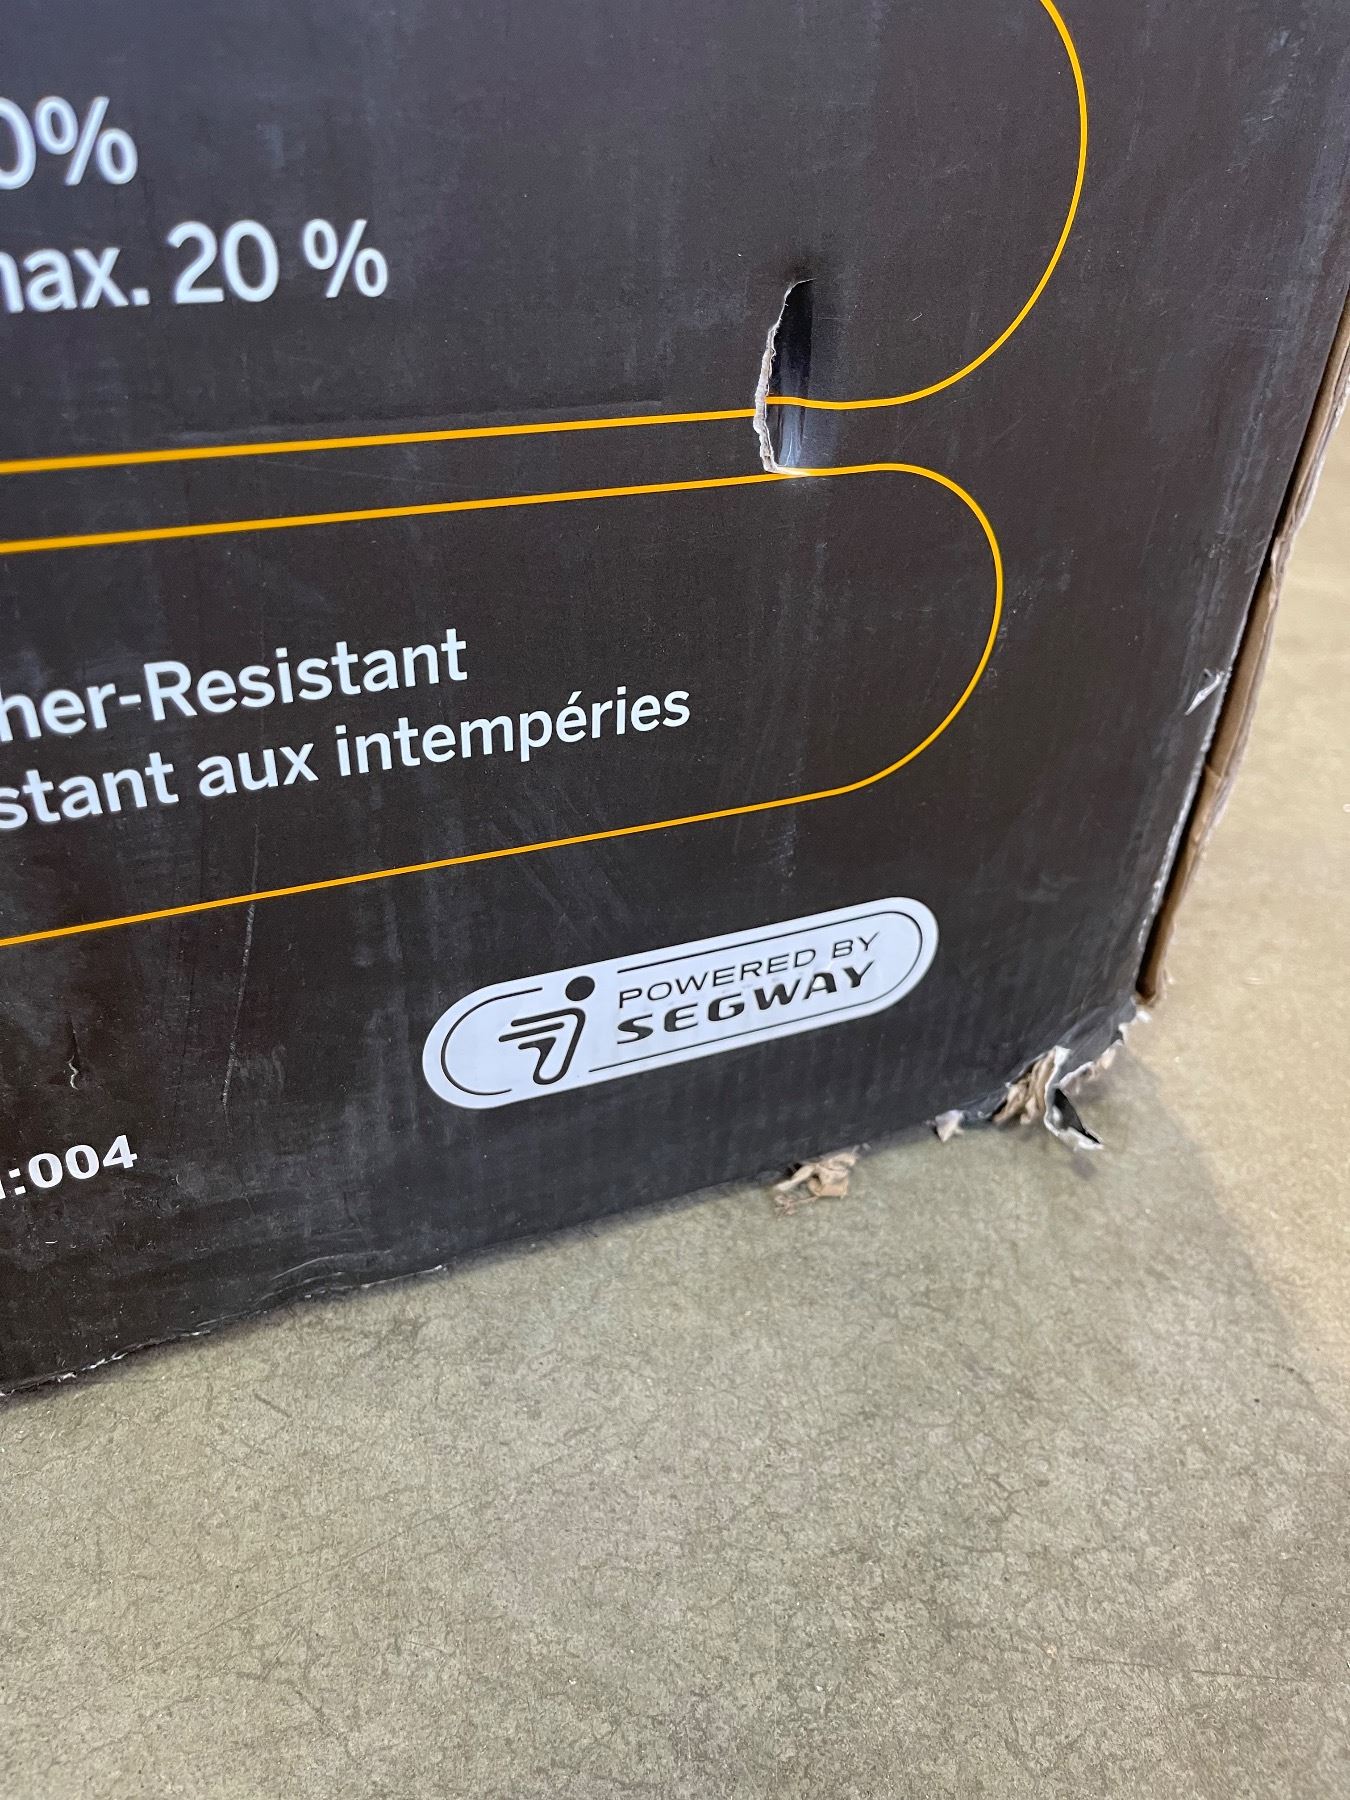 0%
max. 20 %
her-Resistant
stant aux intempéries
POWERED BY
SEGWAY
:004